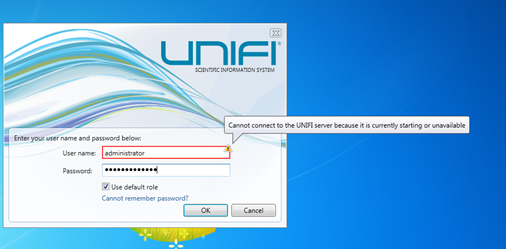 UNIFI®
SCIENTIFIC INFORMATION SYSTEM
Cannot connect to the UNIFI server because it is currently starting or unavailable
Enter your user name and password below:
User name: administrator
Password: •••••••••••••
Use default role
Cannot remember password?
OK Cancel